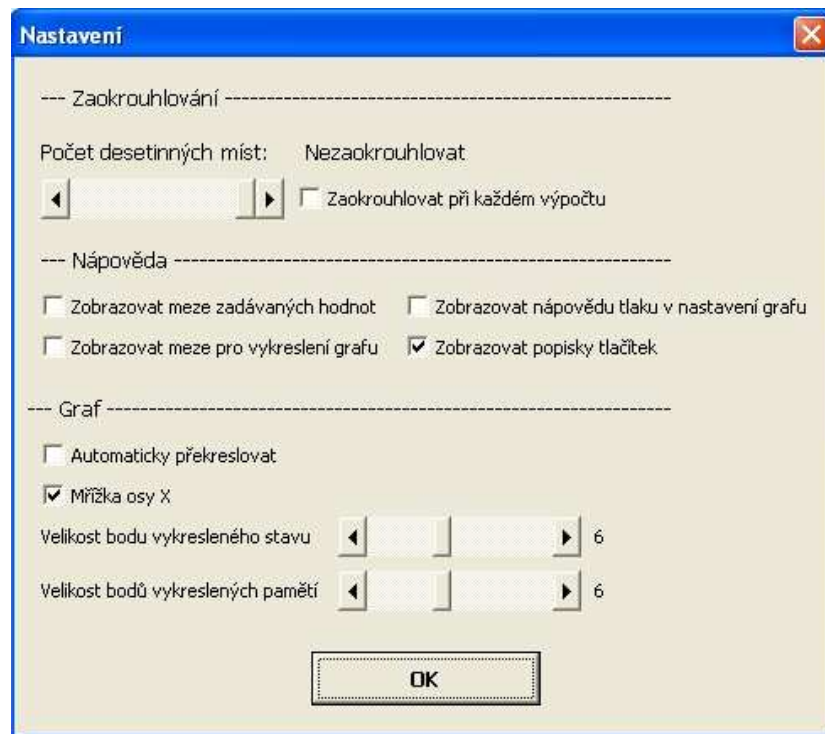 Nastavení
--- Zaokrouhlování ---------------------------------------------------------
Počet desetinných míst: Nezaokrouhlovat
Zaokrouhlovat při každém výpočtu
--- Nápověda ----------------------------------------------------------------
Zobrazovat meze zadávaných hodnot Zobrazovat nápovědu tlaku v nastavení grafu
Zobrazovat meze pro vykreslení grafu Zobrazovat popisky tlačítek
--- Graf -------------------------------------------------------------------------
Automaticky překreslovat
Mřížka osy X
Velikost bodu vykresleného stavu 6
Velikost bodů vykreslených pamětí 6
OK